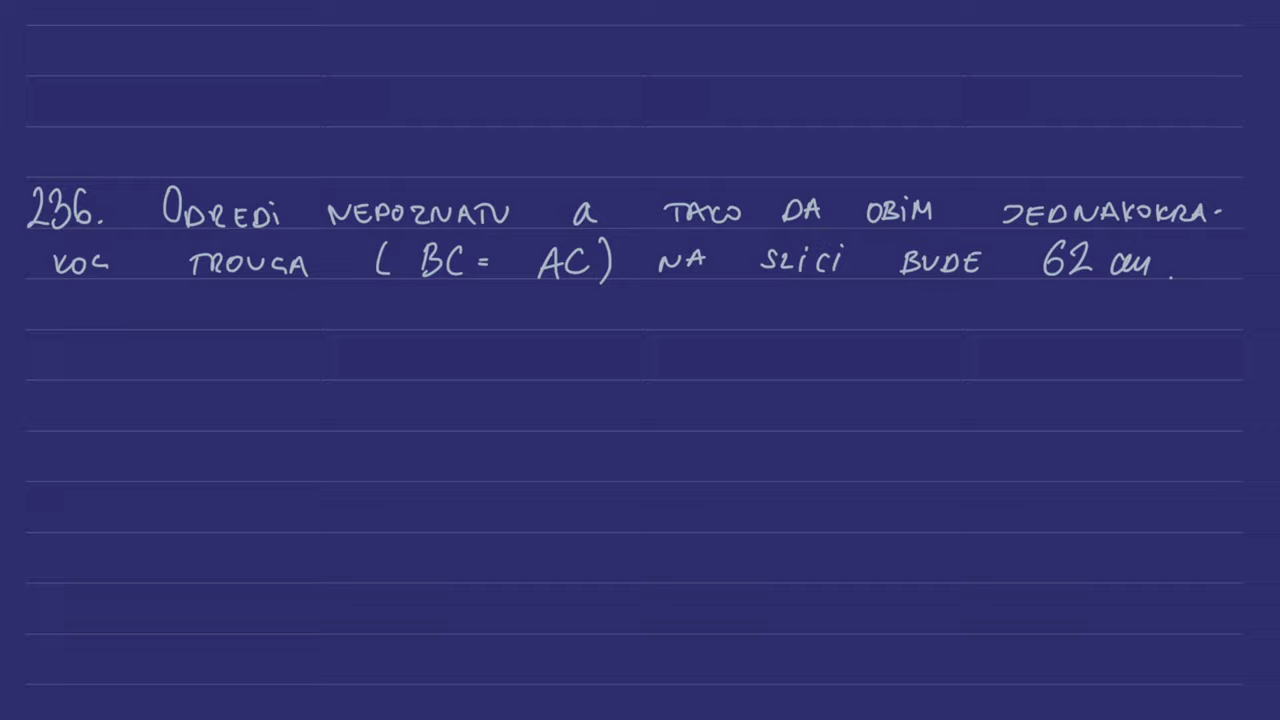 236. ODREDI NEPOZNATU a TAKO DA OBIM JEDNAKOKRA-
KOG TROUGA (BC = AC) NA SLICI BUDE 62 cm.